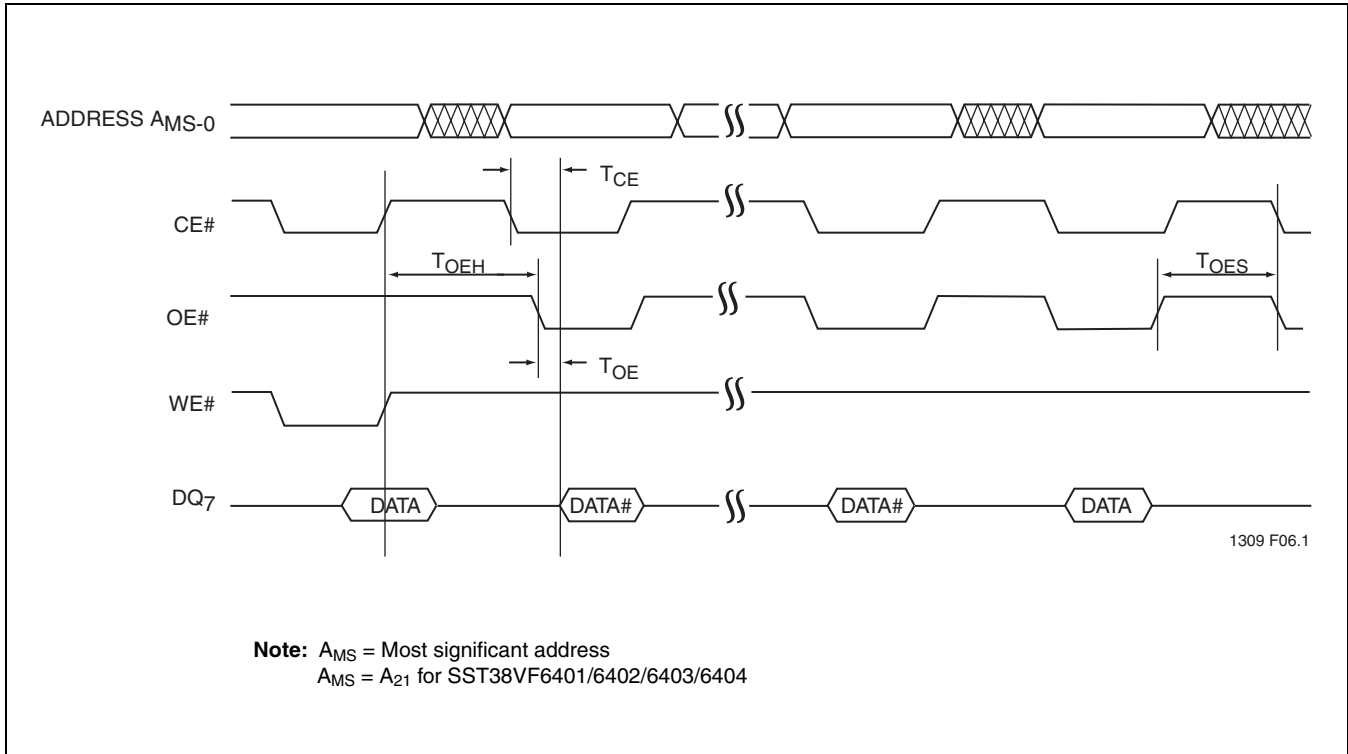 ADDRESS AMS-0
TCE
CE#
TOEH
TOES
OE#
TOE
WE#
DQ7 DATA DATA# DATA# DATA
1309 F06.1
Note: AMS = Most significant address
AMS = A21 for SST38VF6401/6402/6403/6404